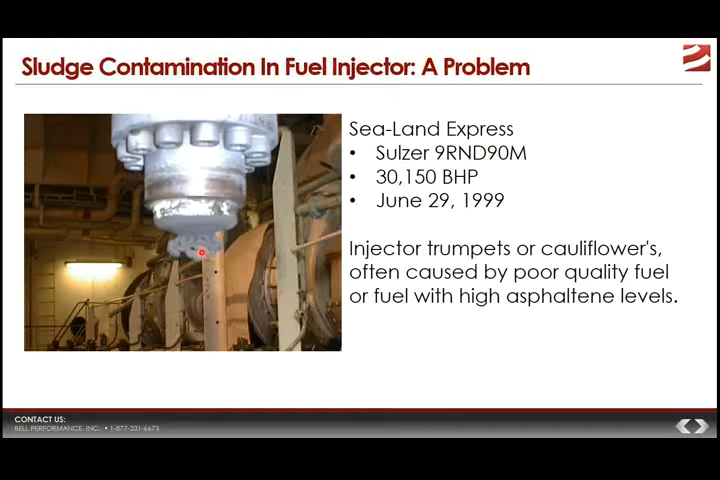 Sludge Contamination In Fuel Injector: A Problem
Sea-Land Express
• Sulzer 9RND90M
• 30,150 BHP
• June 29, 1999
Injector trumpets or cauliflower's,
often caused by poor quality fuel
or fuel with high asphaltene levels.
CONTACT US:
BELL PERFORMANCE, INC. • 1-877-231-6673